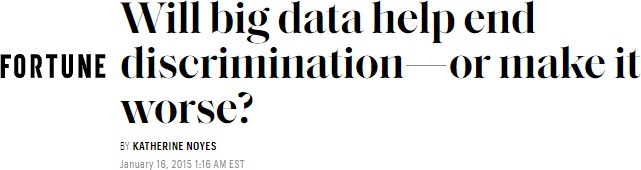 Will big data help end
FORTUNE
discrimination—or make it
worse?
BY KATHERINE NOYES
January 16, 2015 1:16 AM EST